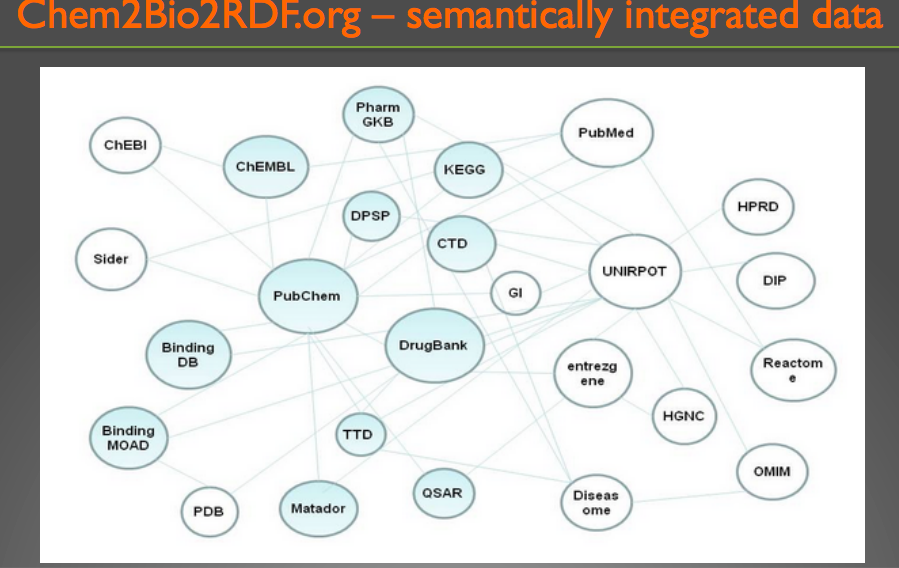 Chem2Bio2RDF.org – semantically integrated data
Pharm
GKB
PubMed
ChEBI
ChEMBL
KEGG
DPSP
HPRD
CTD
Sider
UNIRPOT
DIP
PubChem
GI
DrugBank
Binding
DB
entrezg
ene
Reactom
e
HGNC
Binding
MOAD
TTD
OMIM
QSAR
Diseas
ome
PDB
Matador